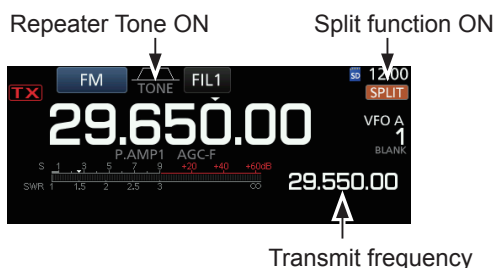 Repeater Tone ON Split function ON
FM TONE FIL1 SD 12:00
TX SPLIT
29.650.00 VFO A
1
P.AMP1 AGC-F BLANK
S 1 3 5 7 9 +20 +40 +60dB
SWR 1 1.5 2 2.5 3 ∞ 29.550.00
Transmit frequency